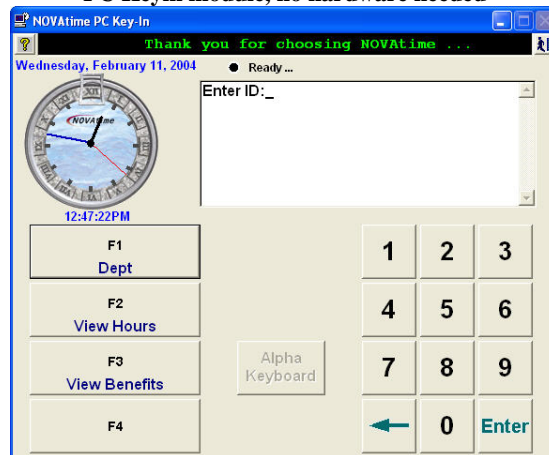 PC KeyIn module, no hardware needed
NOVAtime PC Key-In
Thank you for choosing NOVAtime ...
Wednesday, February 11, 2004
Ready ...
Enter ID:_
XII
NOVAtime
12:47:22PM
F1
Dept
F2
View Hours
F3
View Benefits
F4
Alpha
Keyboard
1 2 3
4 5 6
7 8 9
0 Enter